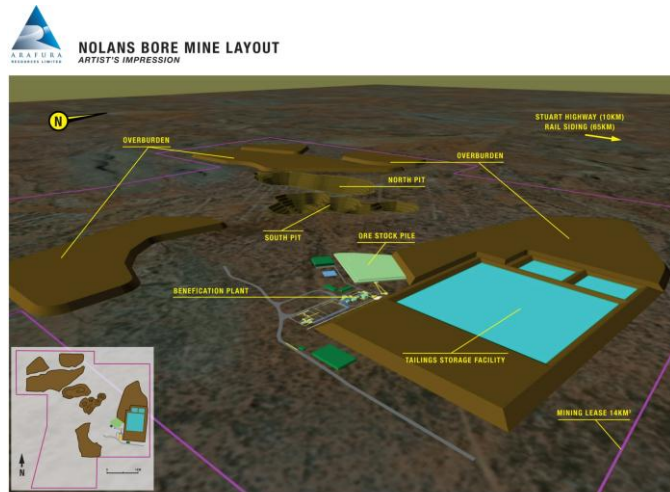 ARAFURA
RESOURCES LIMITED
NOLANS BORE MINE LAYOUT
ARTIST'S IMPRESSION
N
STUART HIGHWAY (10KM)
RAIL SIDING (65KM)
OVERBURDEN
OVERBURDEN
NORTH PIT
SOUTH PIT
ORE STOCK PILE
BENEFICATION PLANT
TAILINGS STORAGE FACILITY
MINING LEASE 14KM²
N